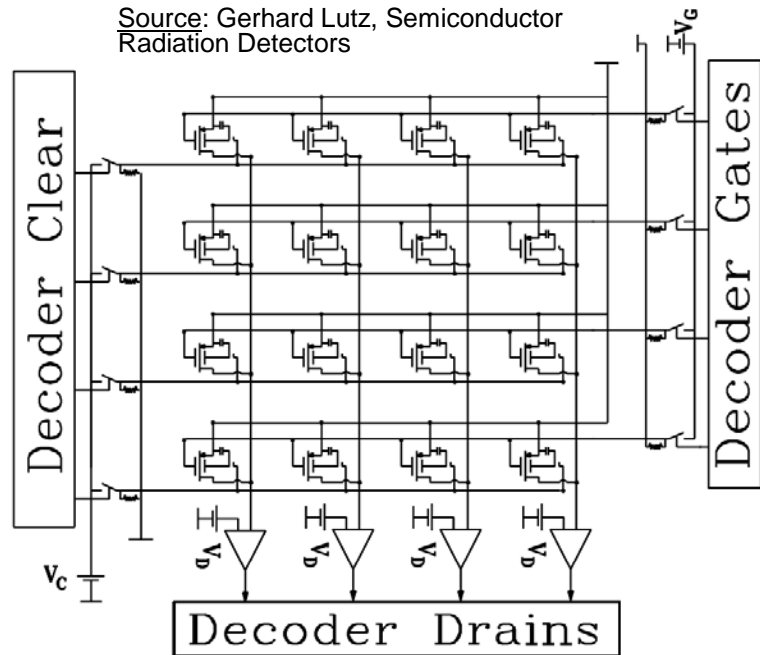 Source: Gerhard Lutz, Semiconductor
Radiation Detectors
V_G
Decoder Clear
Decoder Gates
V_C
V_D
V_D
V_D
V_D
Decoder Drains